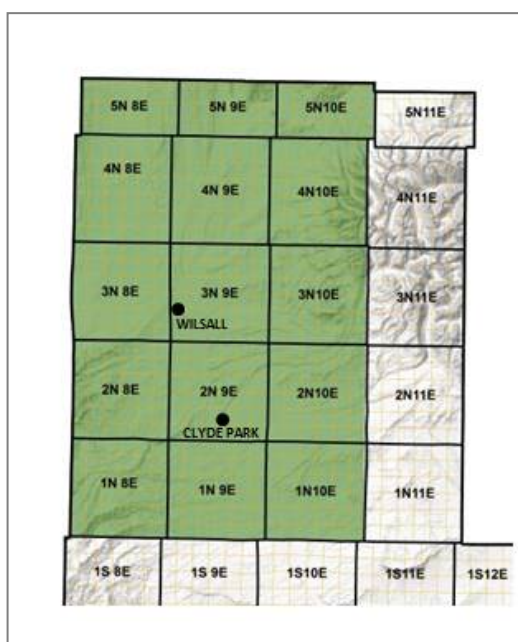 5N 8E
5N 9E
5N10E
5N11E
4N 8E
4N 9E
4N10E
4N11E
3N 8E
3N 9E
3N10E
3N11E
WILSALL
2N 8E
2N 9E
2N10E
2N11E
CLYDE PARK
1N 8E
1N 9E
1N10E
1N11E
1S 8E
1S 9E
1S10E
1S11E
1S12E